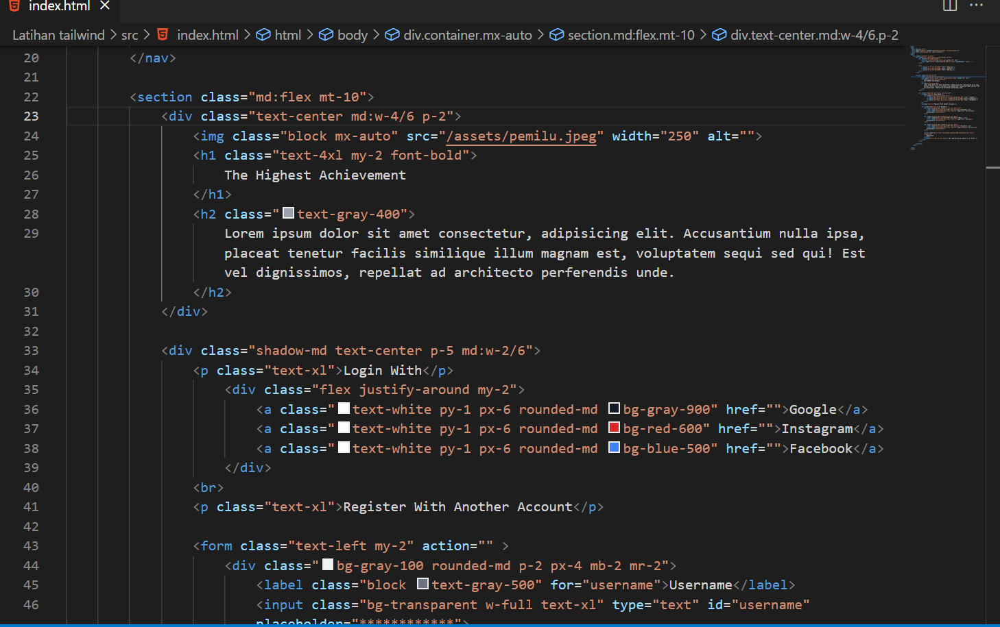 index.html
Latihan tailwind > src > index.html > html > body > div.container.mx-auto > section.md:flex.mt-10 > div.text-center.md:w-4/6.p-2
20 </nav>
21
22 <section class="md:flex mt-10">
23 <div class="text-center md:w-4/6 p-2">
24 <img class="block mx-auto" src="/assets/pemilu.jpeg" width="250" alt="">
25 <h1 class="text-4xl my-2 font-bold">
26 The Highest Achievement
27 </h1>
28 <h2 class="text-gray-400">
29 Lorem ipsum dolor sit amet consectetur, adipisicing elit. Accusantium nulla ipsa,
placeat tenetur facilis similique illum magnam est, voluptatem sequi sed qui! Est
vel dignissimos, repellat ad architecto perferendis unde.
30 </h2>
31 </div>
32
33 <div class="shadow-md text-center p-5 md:w-2/6">
34 <p class="text-xl">Login With</p>
35 <div class="flex justify-around my-2">
36 <a class="text-white py-1 px-6 rounded-md bg-gray-900" href="">Google</a>
37 <a class="text-white py-1 px-6 rounded-md bg-red-600" href="">Instagram</a>
38 <a class="text-white py-1 px-6 rounded-md bg-blue-500" href="">Facebook</a>
39 </div>
40 <br>
41 <p class="text-xl">Register With Another Account</p>
42
43 <form class="text-left my-2" action="" >
44 <div class="bg-gray-100 rounded-md p-2 px-4 mb-2 mr-2">
45 <label class="block text-gray-500" for="username">Username</label>
46 <input class="bg-transparent w-full text-xl" type="text" id="username"
placeholder="************">